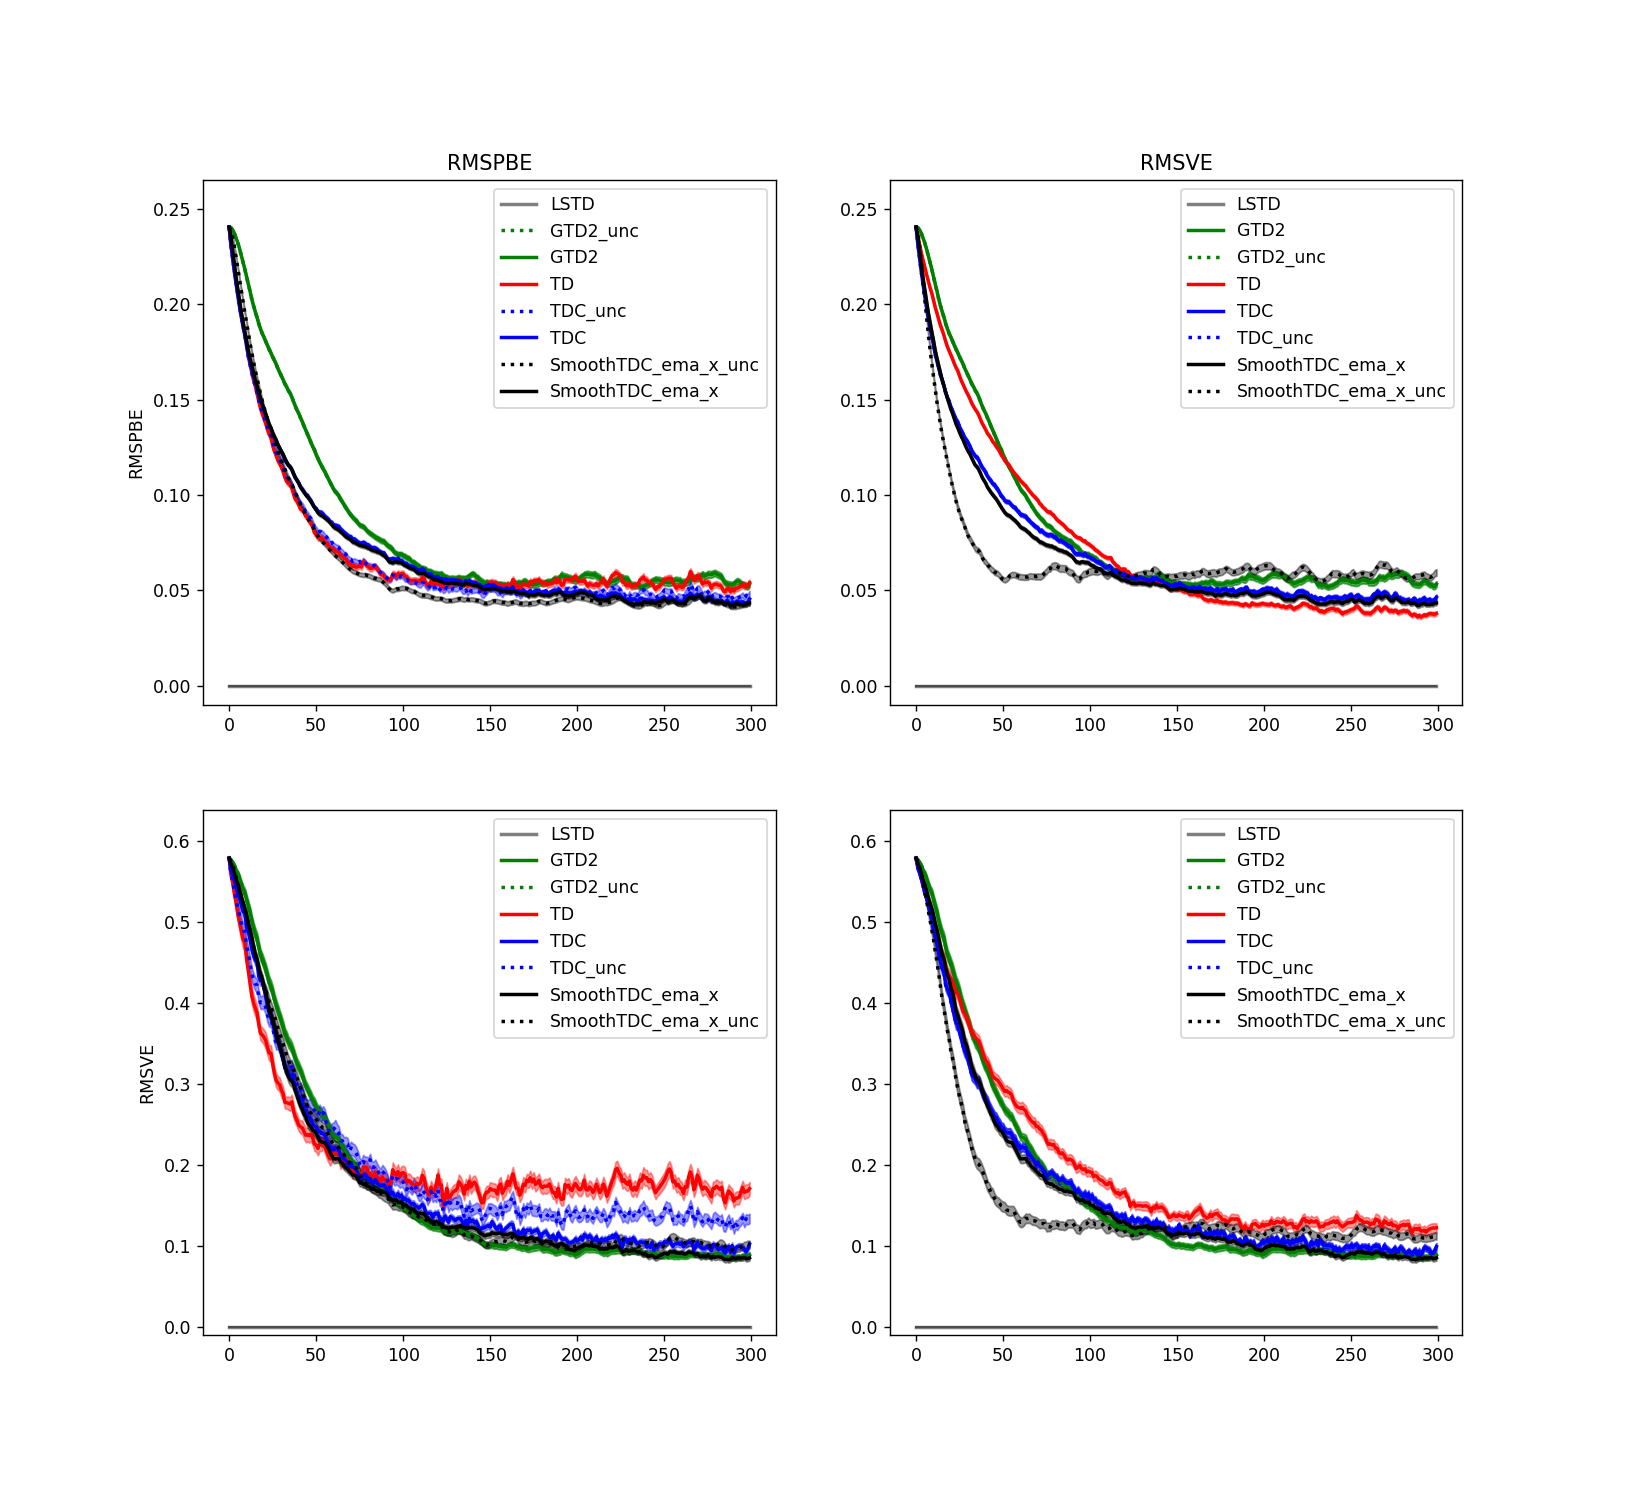 RMSPBE
RMSPBE
0.25
0.20
0.15
0.10
0.05
0.00
0 50 100 150 200 250 300
LSTD
GTD2_unc
GTD2
TD
TDC_unc
TDC
SmoothTDC_ema_x_unc
SmoothTDC_ema_x
RMSVE
0.25
0.20
0.15
0.10
0.05
0.00
0 50 100 150 200 250 300
LSTD
GTD2
GTD2_unc
TD
TDC
TDC_unc
SmoothTDC_ema_x
SmoothTDC_ema_x_unc
RMSVE
0.6
0.5
0.4
0.3
0.2
0.1
0.0
0 50 100 150 200 250 300
LSTD
GTD2
GTD2_unc
TD
TDC
TDC_unc
SmoothTDC_ema_x
SmoothTDC_ema_x_unc
0.6
0.5
0.4
0.3
0.2
0.1
0.0
0 50 100 150 200 250 300
LSTD
GTD2
GTD2_unc
TD
TDC
TDC_unc
SmoothTDC_ema_x
SmoothTDC_ema_x_unc